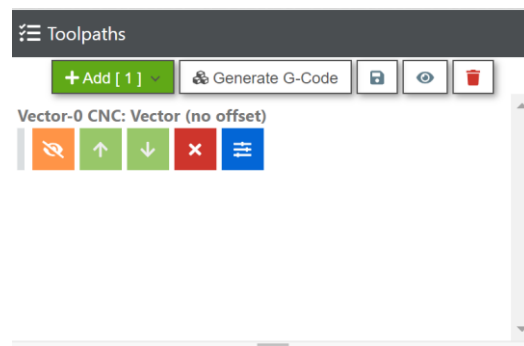 Toolpaths
Add [ 1 ] Generate G-Code
Vector-0 CNC: Vector (no offset)